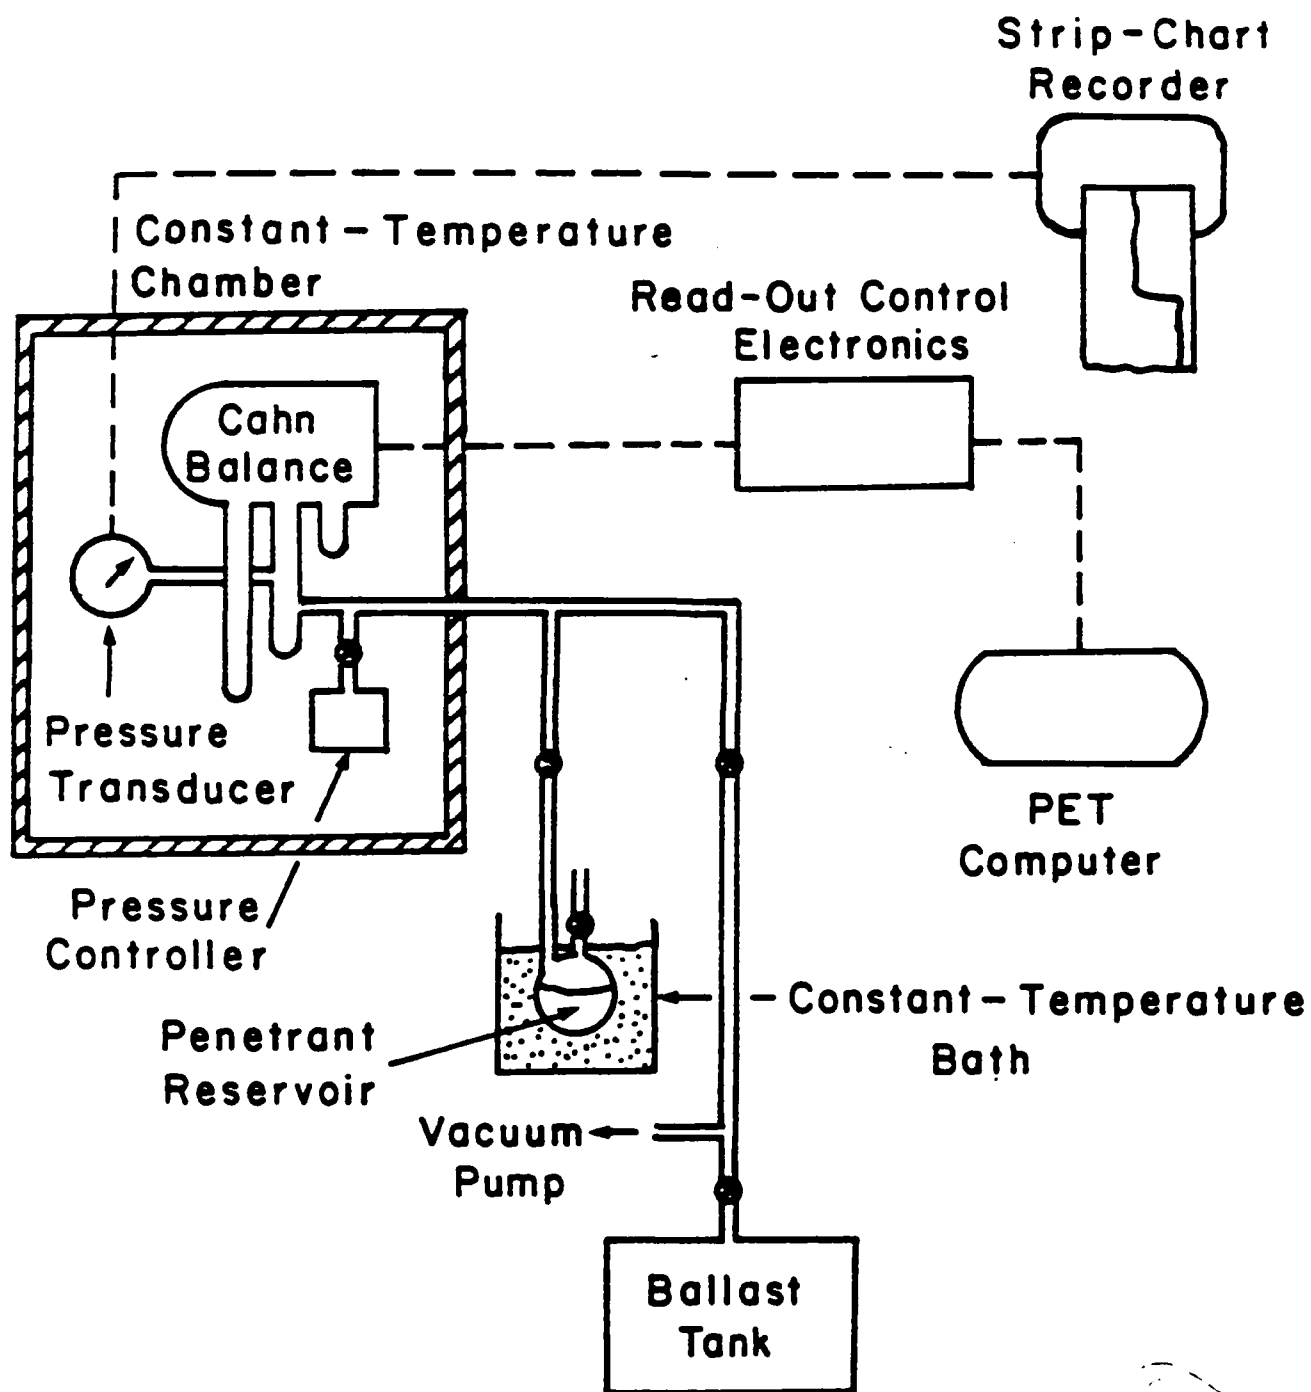 Strip-Chart
Recorder
Constant-Temperature
Chamber
Read-Out Control
Electronics
Cahn
Balance
Pressure
Transducer
PET
Computer
Pressure
Controller
Constant-Temperature
Bath
Penetrant
Reservoir
Vacuum
Pump
Ballast
Tank